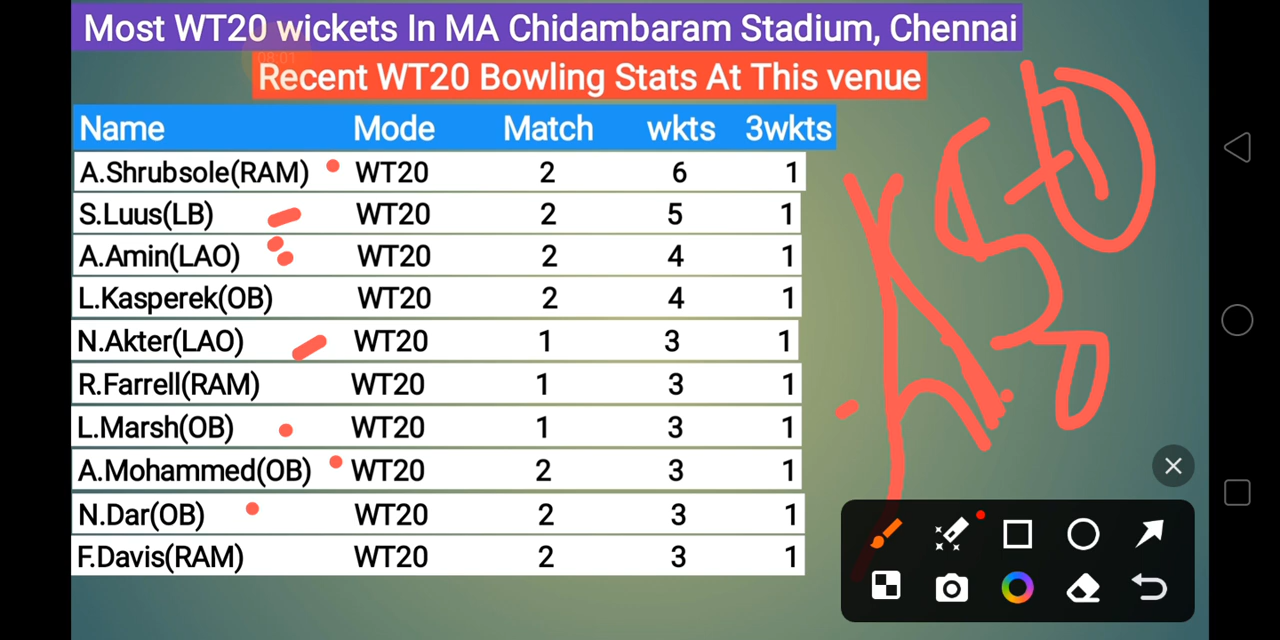 Most WT20 wickets In MA Chidambaram Stadium, Chennai
Recent WT20 Bowling Stats At This venue
Name Mode Match wkts 3wkts
A.Shrubsole(RAM) WT20 2 6 1
S.Luus(LB) WT20 2 5 1
A.Amin(LAO) WT20 2 4 1
L.Kasperek(OB) WT20 2 4 1
N.Akter(LAO) WT20 1 3 1
R.Farrell(RAM) WT20 1 3 1
L.Marsh(OB) WT20 1 3 1
A.Mohammed(OB) WT20 2 3 1
N.Dar(OB) WT20 2 3 1
F.Davis(RAM) WT20 2 3 1